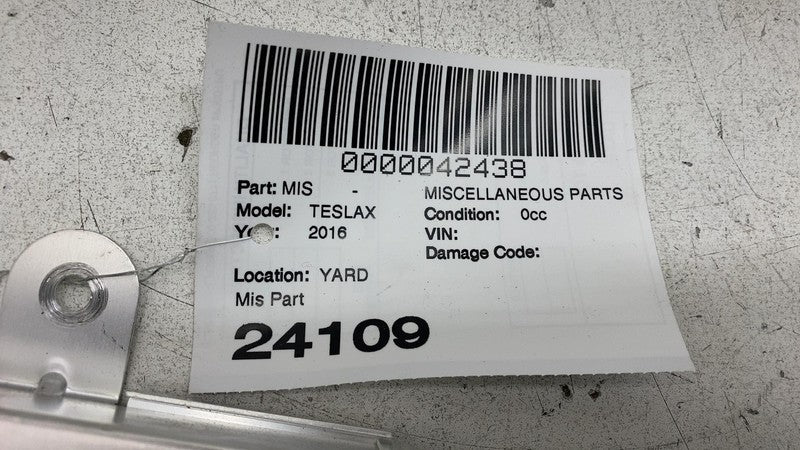 0000042438
Part: MIS - MISCELLANEOUS PARTS
Model: TESLAX Condition: 0cc
2016 VIN:
Damage Code:
Location: YARD
Mis Part
24109